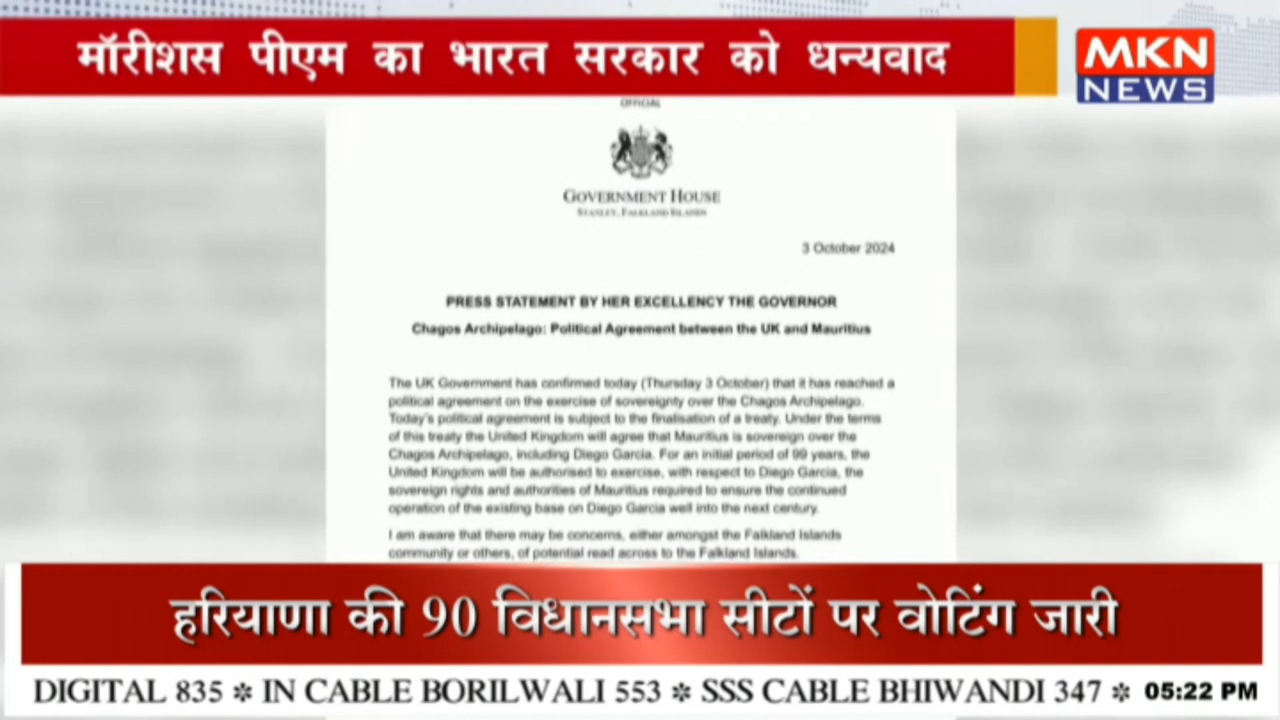 मॉरीशस पीएम का भारत सरकार को धन्यवाद
MKN
NEWS
OFFICIAL
GOVERNMENT HOUSE
STANLEY, FALKLAND ISLANDS
3 October 2024
PRESS STATEMENT BY HER EXCELLENCY THE GOVERNOR
Chagos Archipelago: Political Agreement between the UK and Mauritius
The UK Government has confirmed today (Thursday 3 October) that it has reached a
political agreement on the exercise of sovereignty over the Chagos Archipelago.
Today's political agreement is subject to the finalisation of a treaty. Under the terms
of this treaty the United Kingdom will agree that Mauritius is sovereign over the
Chagos Archipelago, including Diego Garcia. For an initial period of 99 years, the
United Kingdom will be authorised to exercise, with respect to Diego Garcia, the
sovereign rights and authorities of Mauritius required to ensure the continued
operation of the existing base on Diego Garcia well into the next century.
I am aware that there may be concerns, either amongst the Falkland Islands
community or others, of potential read across to the Falkland Islands.
हरियाणा की 90 विधानसभा सीटों पर वोटिंग जारी
DIGITAL 835 ✼ IN CABLE BORILWALI 553 ✼ SSS CABLE BHIWANDI 347 ✼ 05:22 PM